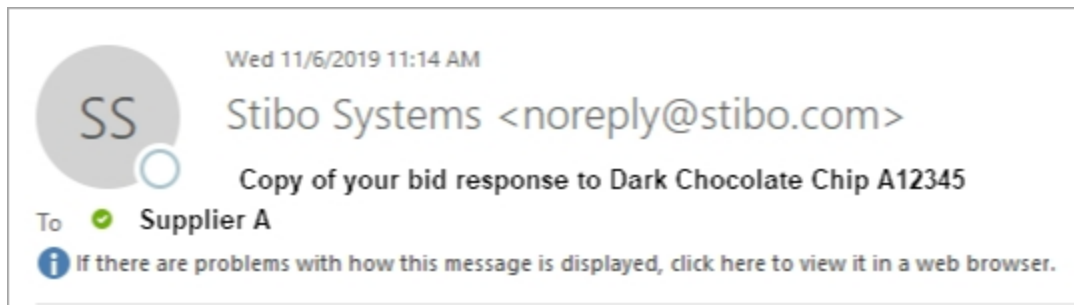 Wed 11/6/2019 11:14 AM
SS
Stibo Systems <noreply@stibo.com>
Copy of your bid response to Dark Chocolate Chip A12345
To Supplier A
If there are problems with how this message is displayed, click here to view it in a web browser.